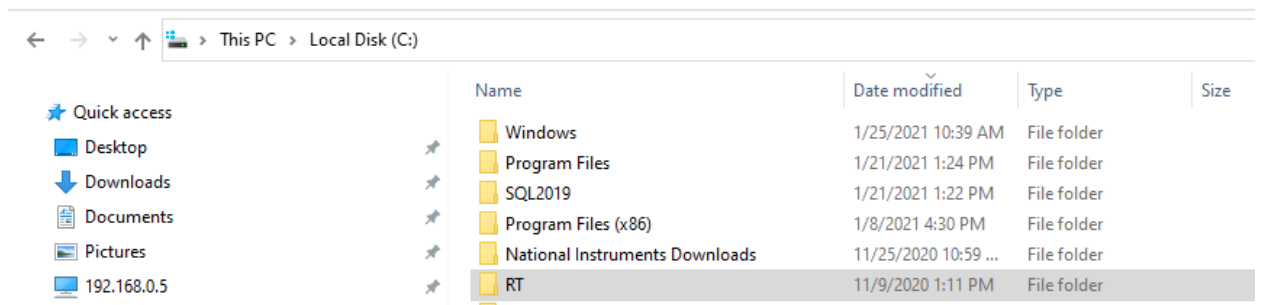 This PC > Local Disk (C:)
Name Date modified Type Size
Quick access
Desktop
Downloads
Documents
Pictures
192.168.0.5
Windows 1/25/2021 10:39 AM File folder
Program Files 1/21/2021 1:24 PM File folder
SQL2019 1/21/2021 1:22 PM File folder
Program Files (x86) 1/8/2021 4:30 PM File folder
National Instruments Downloads 11/25/2020 10:59 ... File folder
RT 11/9/2020 1:11 PM File folder